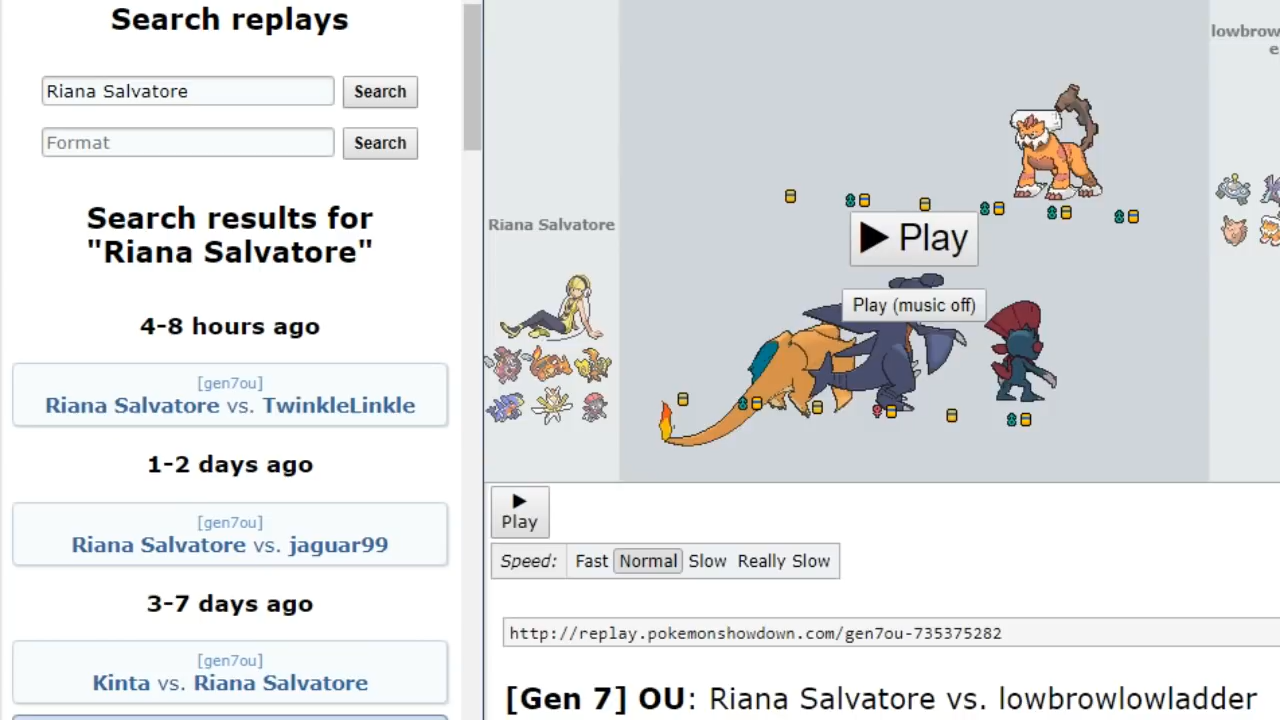 Search replays
Riana Salvatore
Search
Format
Search
Search results for
"Riana Salvatore"
4-8 hours ago
[gen7ou]
Riana Salvatore vs. TwinkleLinkle
1-2 days ago
[gen7ou]
Riana Salvatore vs. jaguar99
3-7 days ago
[gen7ou]
Kinta vs. Riana Salvatore
Riana Salvatore
lowbrow
e
Play
Play (music off)
Play
Speed: Fast Normal Slow Really Slow
http://replay.pokemonshowdown.com/gen7ou-735375282
[Gen 7] OU: Riana Salvatore vs. lowbrowlowladder